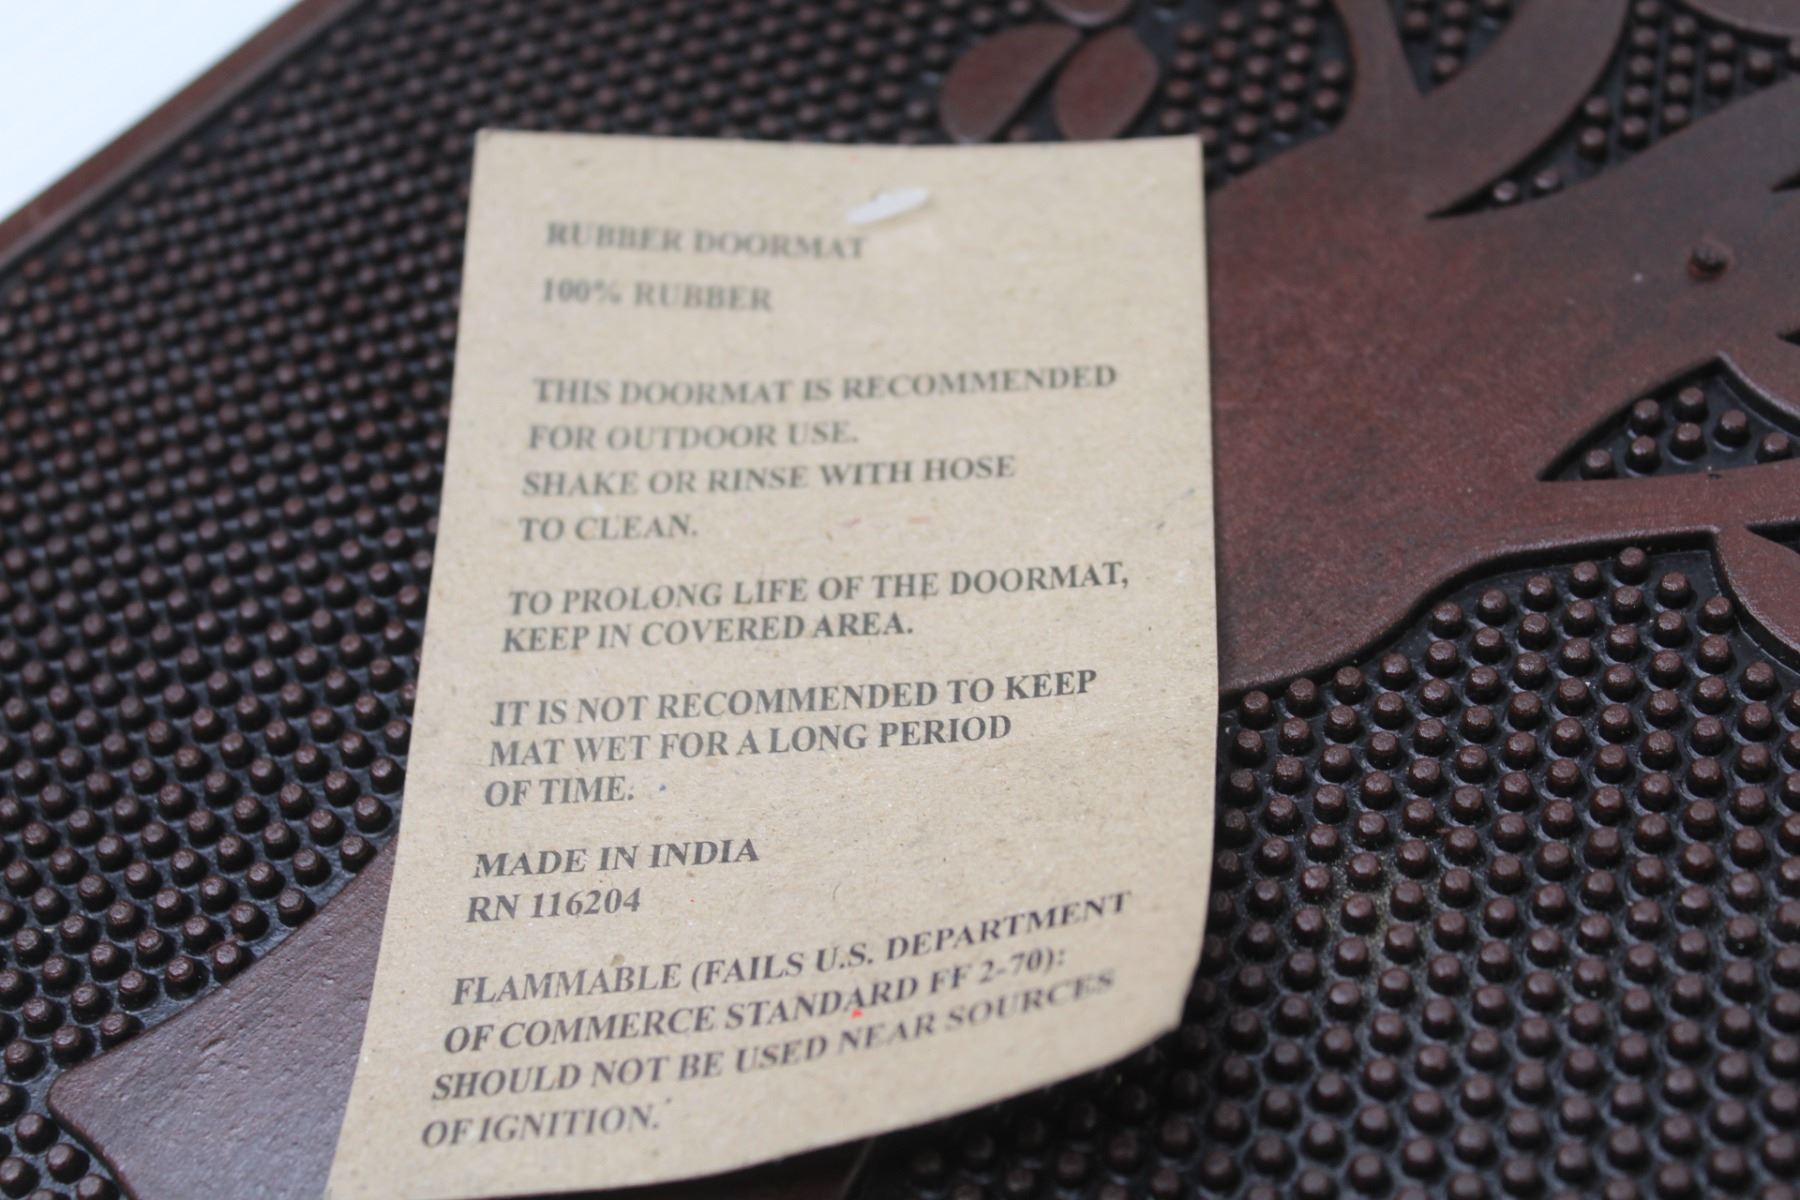 RUBBER DOORMAT
100% RUBBER
THIS DOORMAT IS RECOMMENDED
FOR OUTDOOR USE.
SHAKE OR RINSE WITH HOSE
TO CLEAN.
TO PROLONG LIFE OF THE DOORMAT,
KEEP IN COVERED AREA.
IT IS NOT RECOMMENDED TO KEEP
MAT WET FOR A LONG PERIOD
OF TIME.
MADE IN INDIA
RN 116204
FLAMMABLE (FAILS U.S. DEPARTMENT
OF COMMERCE STANDARD FF 2-70):
SHOULD NOT BE USED NEAR SOURCES
OF IGNITION.